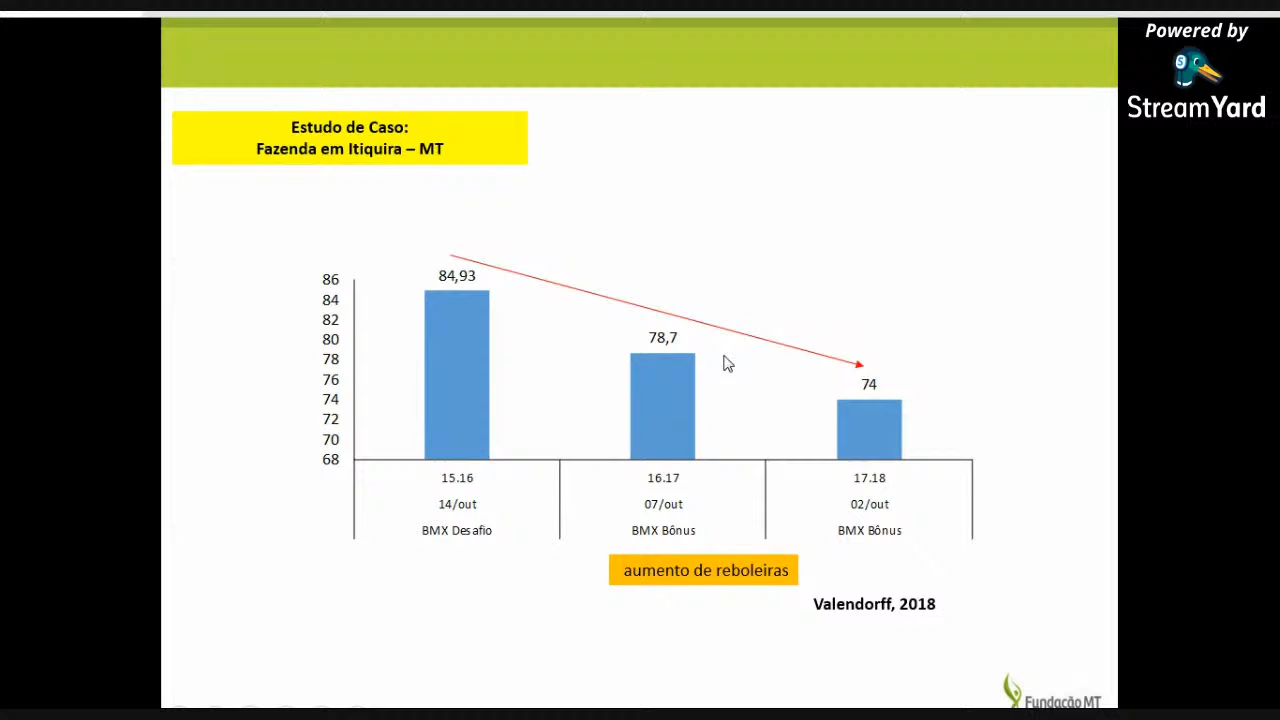 Powered by
StreamYard
Estudo de Caso:
Fazenda em Itiquira – MT
86
84
82
80
78
76
74
72
70
68
84,93
78,7
74
15.16
16.17
17.18
14/out
07/out
02/out
BMX Desafio
BMX Bônus
BMX Bônus
aumento de reboleiras
Valendorff, 2018
Fundação MT